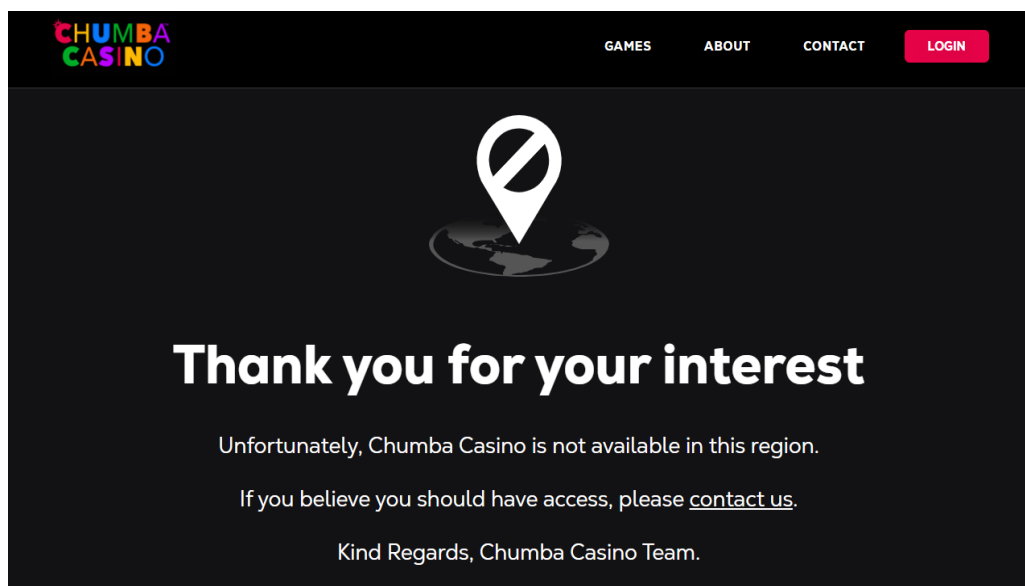 CHUMBA
CASINO
GAMES ABOUT CONTACT LOGIN
Thank you for your interest
Unfortunately, Chumba Casino is not available in this region.
If you believe you should have access, please contact us.
Kind Regards, Chumba Casino Team.